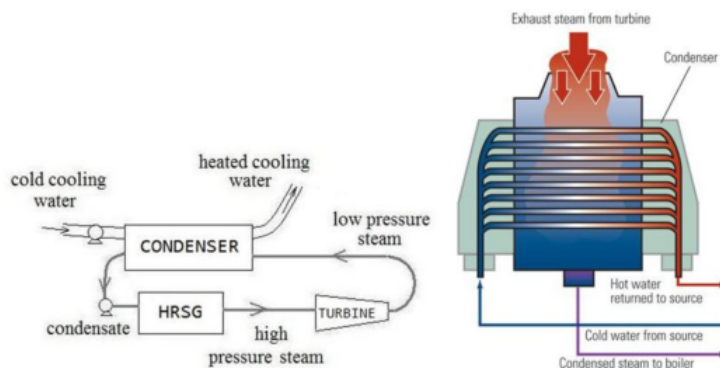 cold cooling
water
heated cooling
water
CONDENSER
low pressure
steam
condensate
HRSG
high
pressure steam
TURBINE
Exhaust steam from turbine
Condenser
Hot water
returned to source
Cold water from source
Condensed steam to boiler